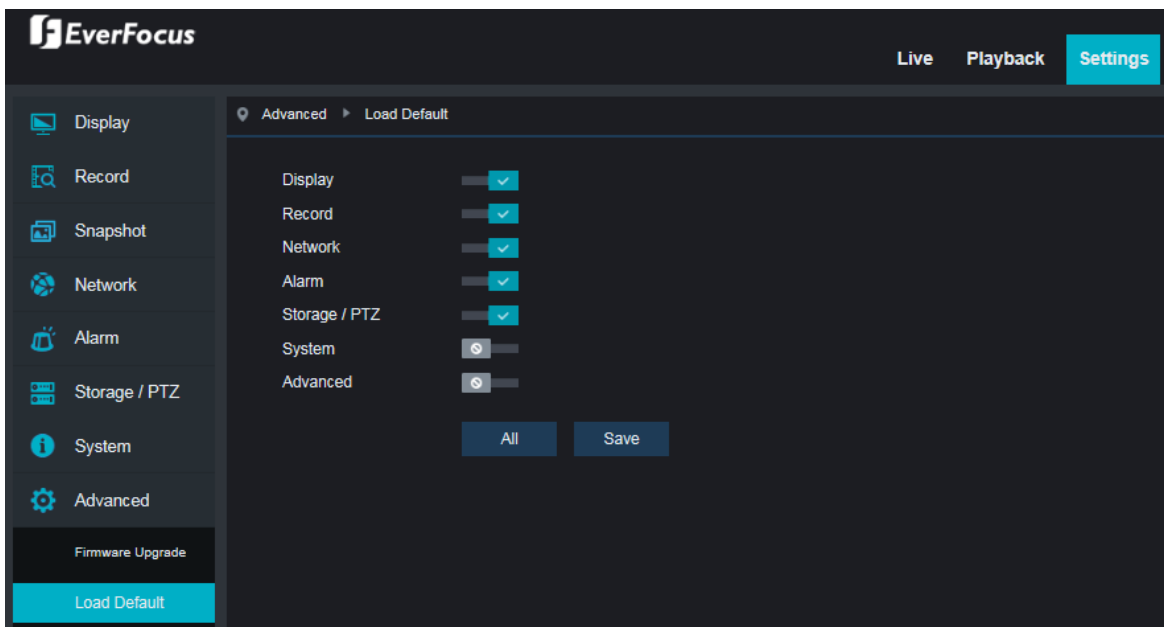 EverFocus
Live Playback Settings
Display
Record
Snapshot
Network
Alarm
Storage / PTZ
System
Advanced
Firmware Upgrade
Load Default
Advanced Load Default
Display
Record
Network
Alarm
Storage / PTZ
System
Advanced
All Save